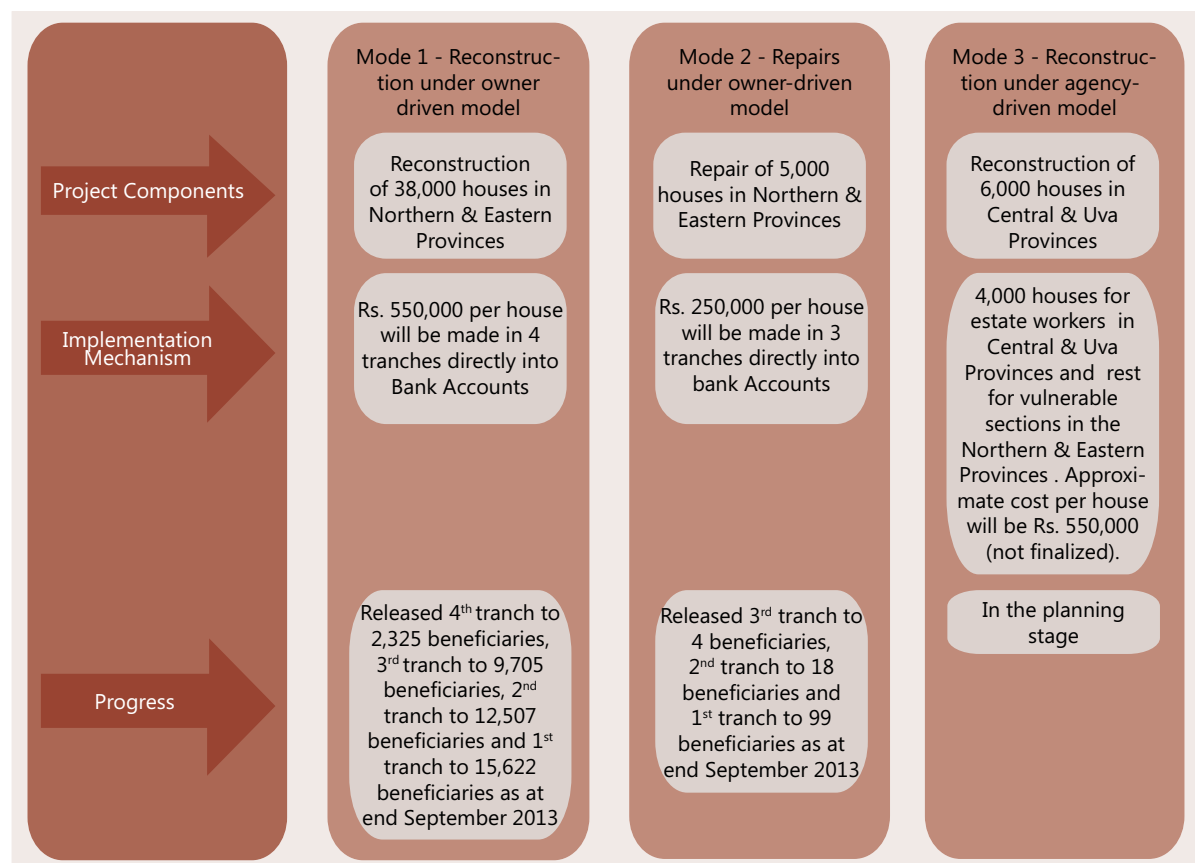 Mode 1 - Reconstruc-
tion under owner
driven model
Mode 2 - Repairs
under owner-driven
model
Mode 3 - Reconstruc-
tion under agency-
driven model
Project Components
Reconstruction
of 38,000 houses in
Northern & Eastern
Provinces
Repair of 5,000
houses in Northern &
Eastern Provinces
Reconstruction of
6,000 houses in
Central & Uva
Provinces
Implementation
Mechanism
Rs. 550,000 per house
will be made in 4
tranches directly into
Bank Accounts
Rs. 250,000 per house
will be made in 3
tranches directly into
bank Accounts
4,000 houses for
estate workers in
Central & Uva
Provinces and rest
for vulnerable
sections in the
Northern & Eastern
Provinces . Approxi-
mate cost per house
will be Rs. 550,000
(not finalized).
Progress
Released 4th tranch to
2,325 beneficiaries,
3rd tranch to 9,705
beneficiaries, 2nd
tranch to 12,507
beneficiaries and 1st
tranch to 15,622
beneficiaries as at
end September 2013
Released 3rd tranch to
4 beneficiaries,
2nd tranch to 18
beneficiaries and
1st tranch to 99
beneficiaries as at
end September 2013
In the planning
stage